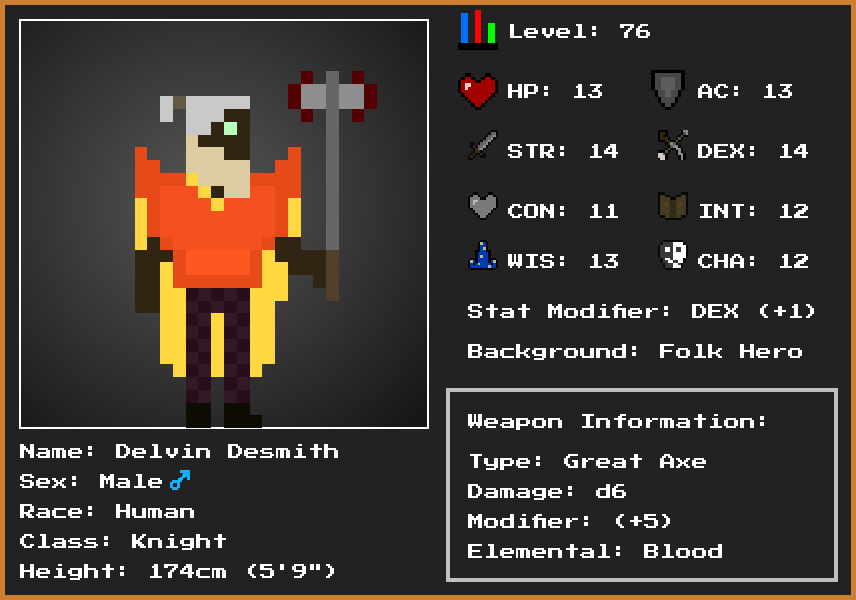 Level: 76
HP: 13 AC: 13
STR: 14 DEX: 14
CON: 11 INT: 12
WIS: 13 CHA: 12
Stat Modifier: DEX (+1)
Background: Folk Hero
Weapon Information:
Type: Great Axe
Damage: d6
Modifier: (+5)
Elemental: Blood
Name: Delvin Desmith
Sex: Male♂
Race: Human
Class: Knight
Height: 174cm (5'9")